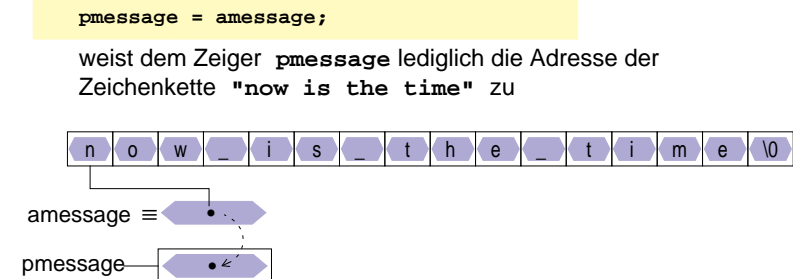 pmessage = amessage;
weist dem Zeiger pmessage lediglich die Adresse der
Zeichenkette "now is the time" zu
n o w _ i s _ t h e _ t i m e \0
amessage ≡
pmessage